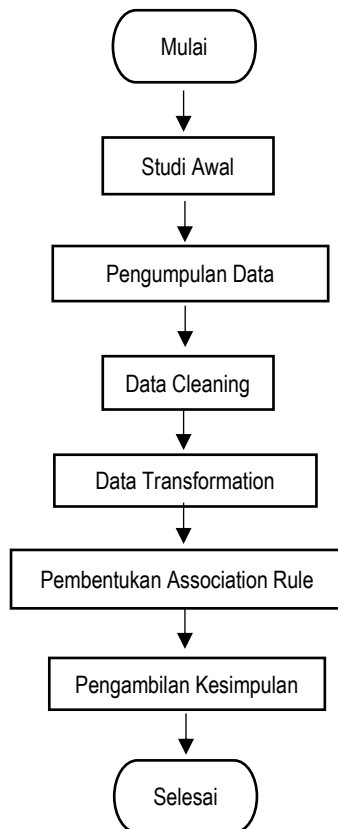 Mulai
Studi Awal
Pengumpulan Data
Data Cleaning
Data Transformation
Pembentukan Association Rule
Pengambilan Kesimpulan
Selesai